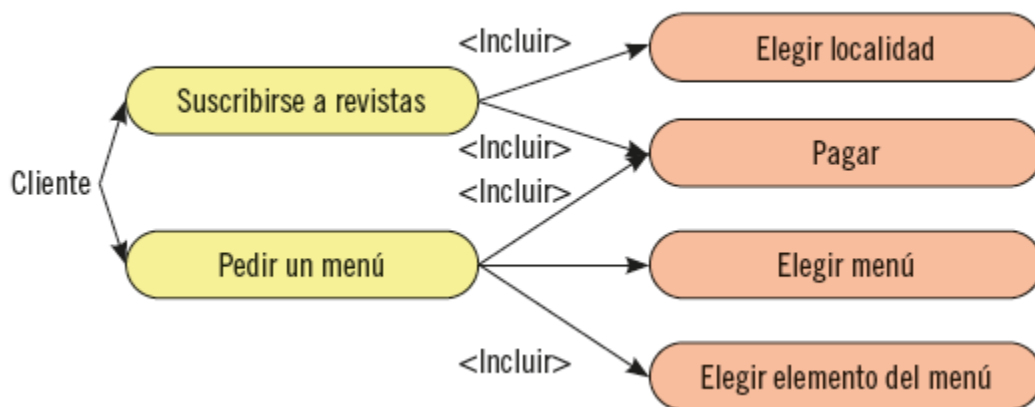 <Incluir>
Elegir localidad
Suscribirse a revistas
<Incluir>
Pagar
Cliente
<Incluir>
Pedir un menú
Elegir menú
<Incluir>
Elegir elemento del menú